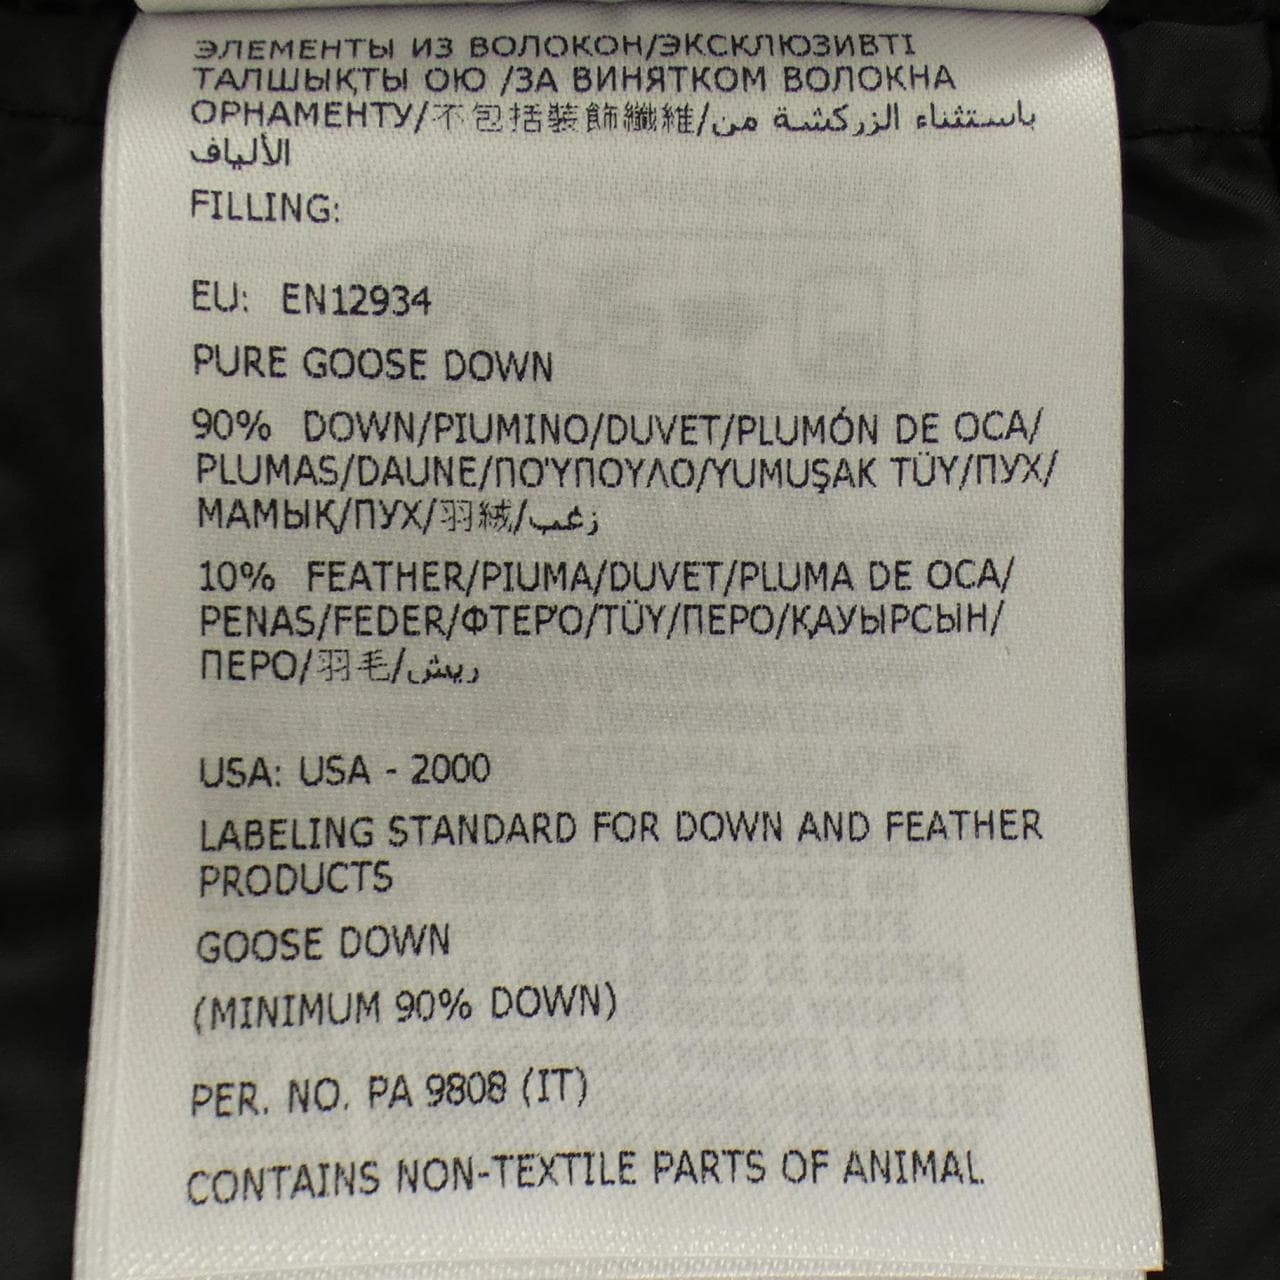 ЭЛЕМЕНТЫ ИЗ ВОЛОКОН/ЭКСКЛЮЗИВТІ
ТАЛШЫҚТЫ ОЮ /ЗА ВИНЯТКОМ ВОЛОКНА
ОРНАМЕНТУ/不包括裝飾纖維/باستثناء الزركشة من
الألياف
FILLING:
EU: EN12934
PURE GOOSE DOWN
90% DOWN/PIUMINO/DUVET/PLUMÓN DE OCA/
PLUMAS/DAUNE/ΠΟΎΠΟΥΛΟ/YUMUŞAK TÜY/ПУХ/
МАМЫҚ/ПУХ/羽絨/زغب
10% FEATHER/PIUMA/DUVET/PLUMA DE OCA/
PENAS/FEDER/ΦΤΕΡΌ/TÜY/ПЕРО/ҚАУЫРСЫН/
ПЕРО/羽毛/ريش
USA: USA - 2000
LABELING STANDARD FOR DOWN AND FEATHER
PRODUCTS
GOOSE DOWN
(MINIMUM 90% DOWN)
PER. NO. PA 9808 (IT)
CONTAINS NON-TEXTILE PARTS OF ANIMAL